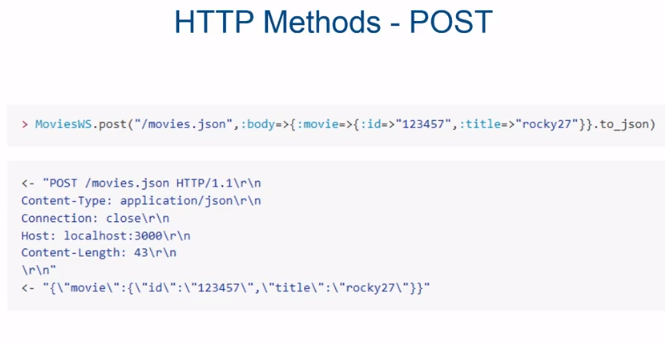 HTTP Methods - POST
> MoviesWS.post("/movies.json",:body=>{:movie=>{:id=>"123457",:title=>"rocky27"}}.to_json)
<- "POST /movies.json HTTP/1.1\r\n
Content-Type: application/json\r\n
Connection: close\r\n
Host: localhost:3000\r\n
Content-Length: 43\r\n
\r\n"
<- "{\"movie\":{\"id\":\"123457\",\"title\":\"rocky27\"}}"